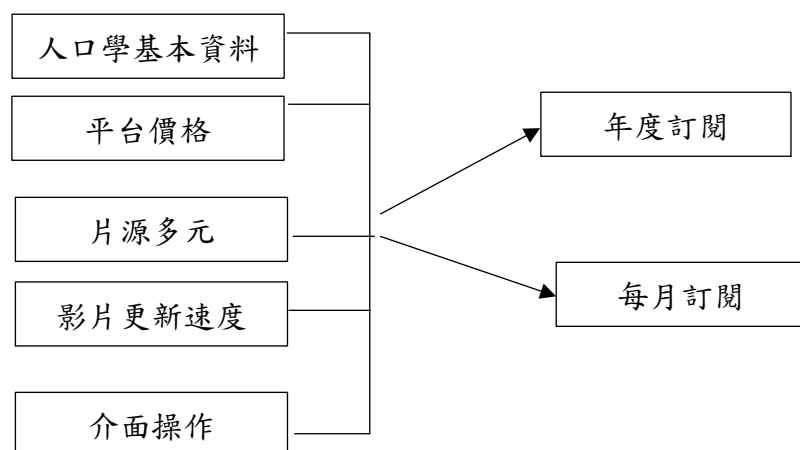 人口學基本資料
平台價格
片源多元
影片更新速度
介面操作
年度訂閱
每月訂閱